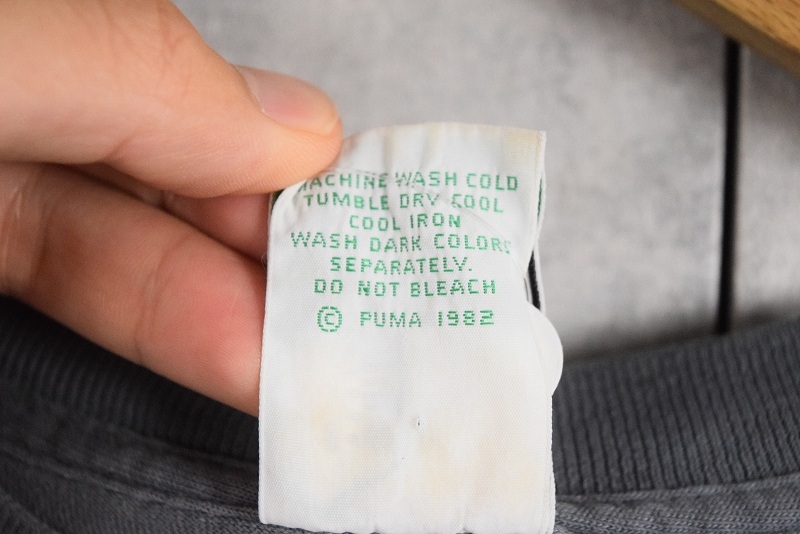 MACHINE WASH COLD
TUMBLE DRY COOL
COOL IRON
WASH DARK COLORS
SEPARATELY.
DO NOT BLEACH
© PUMA 1982